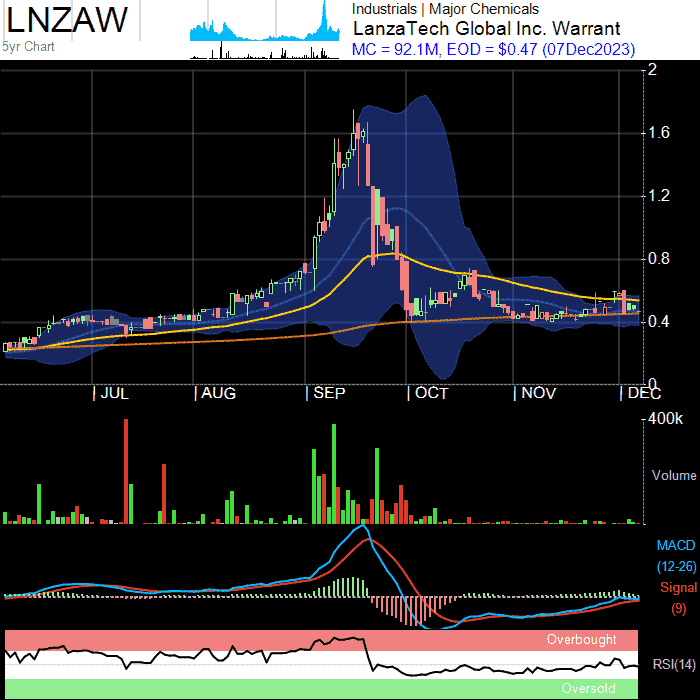 LNZAW
5yr Chart
Industrials | Major Chemicals
LanzaTech Global Inc. Warrant
MC = 92.1M, EOD = $0.47 (07Dec2023)
2
1.6
1.2
0.8
0.4
0
| JUL
| AUG
| SEP
| OCT
| NOV
| DEC
400k
Volume
MACD
(12-26)
Signal
(9)
Overbought
RSI(14)
Oversold